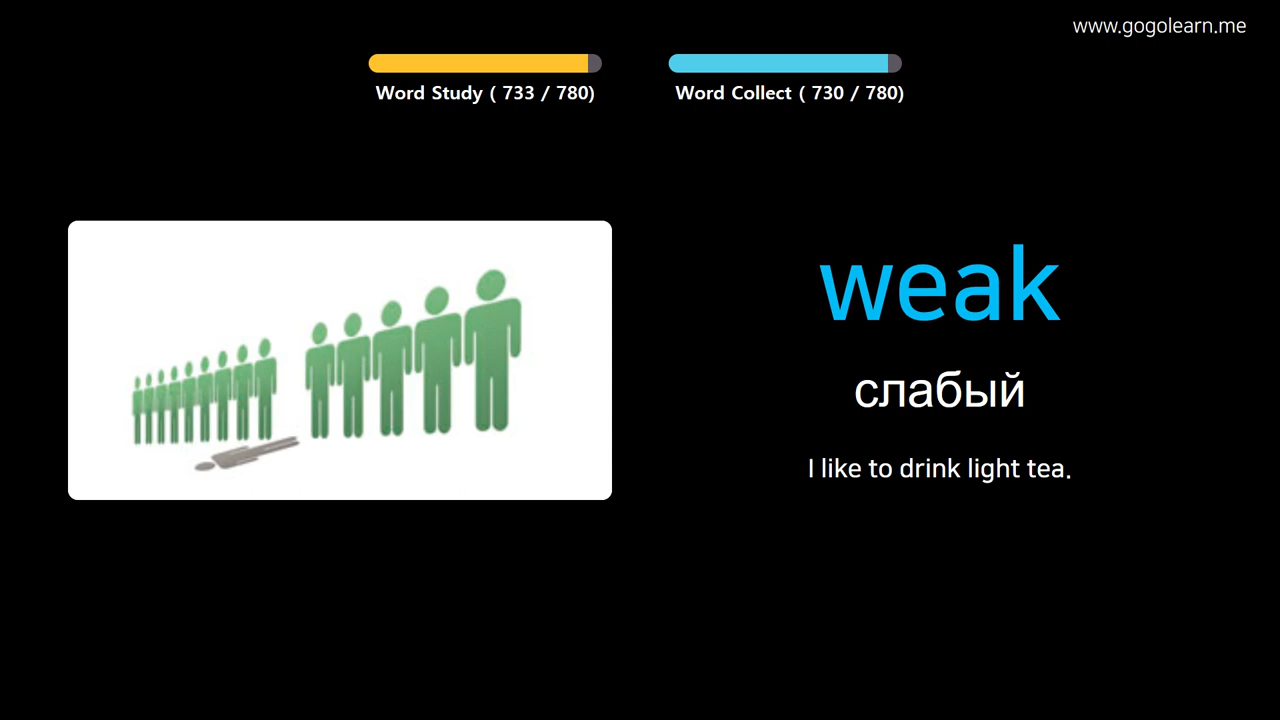 www.gogolearn.me
Word Study ( 733 / 780)
Word Collect ( 730 / 780)
weak
слабый
I like to drink light tea.